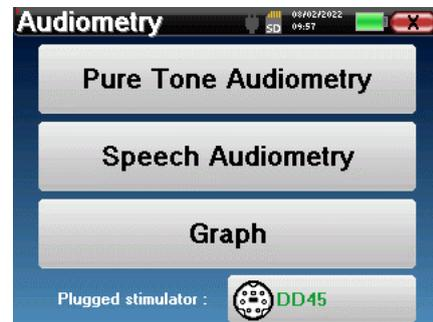 Audiometry
SD
08/02/2022
09:57
X
Pure Tone Audiometry
Speech Audiometry
Graph
Plugged stimulator :
DD45